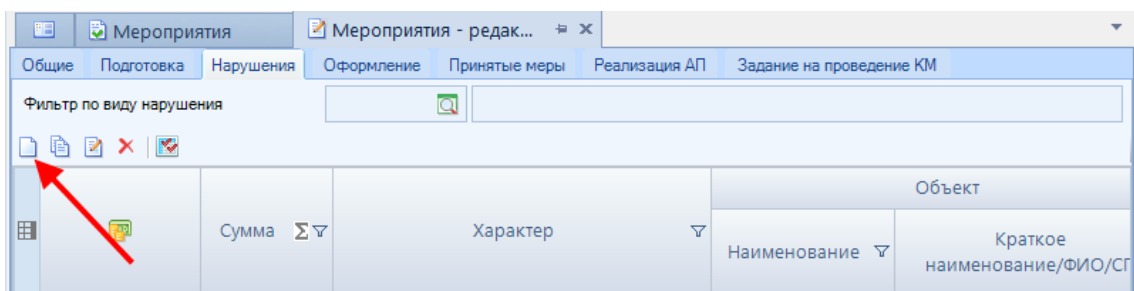 Мероприятия
Мероприятия - редак...
Общие Подготовка Нарушения Оформление Принятые меры Реализация АП Задание на проведение КМ
Фильтр по виду нарушения
Объект
Сумма Σ Характер
Наименование Краткое
наименование/ФИО/СГ